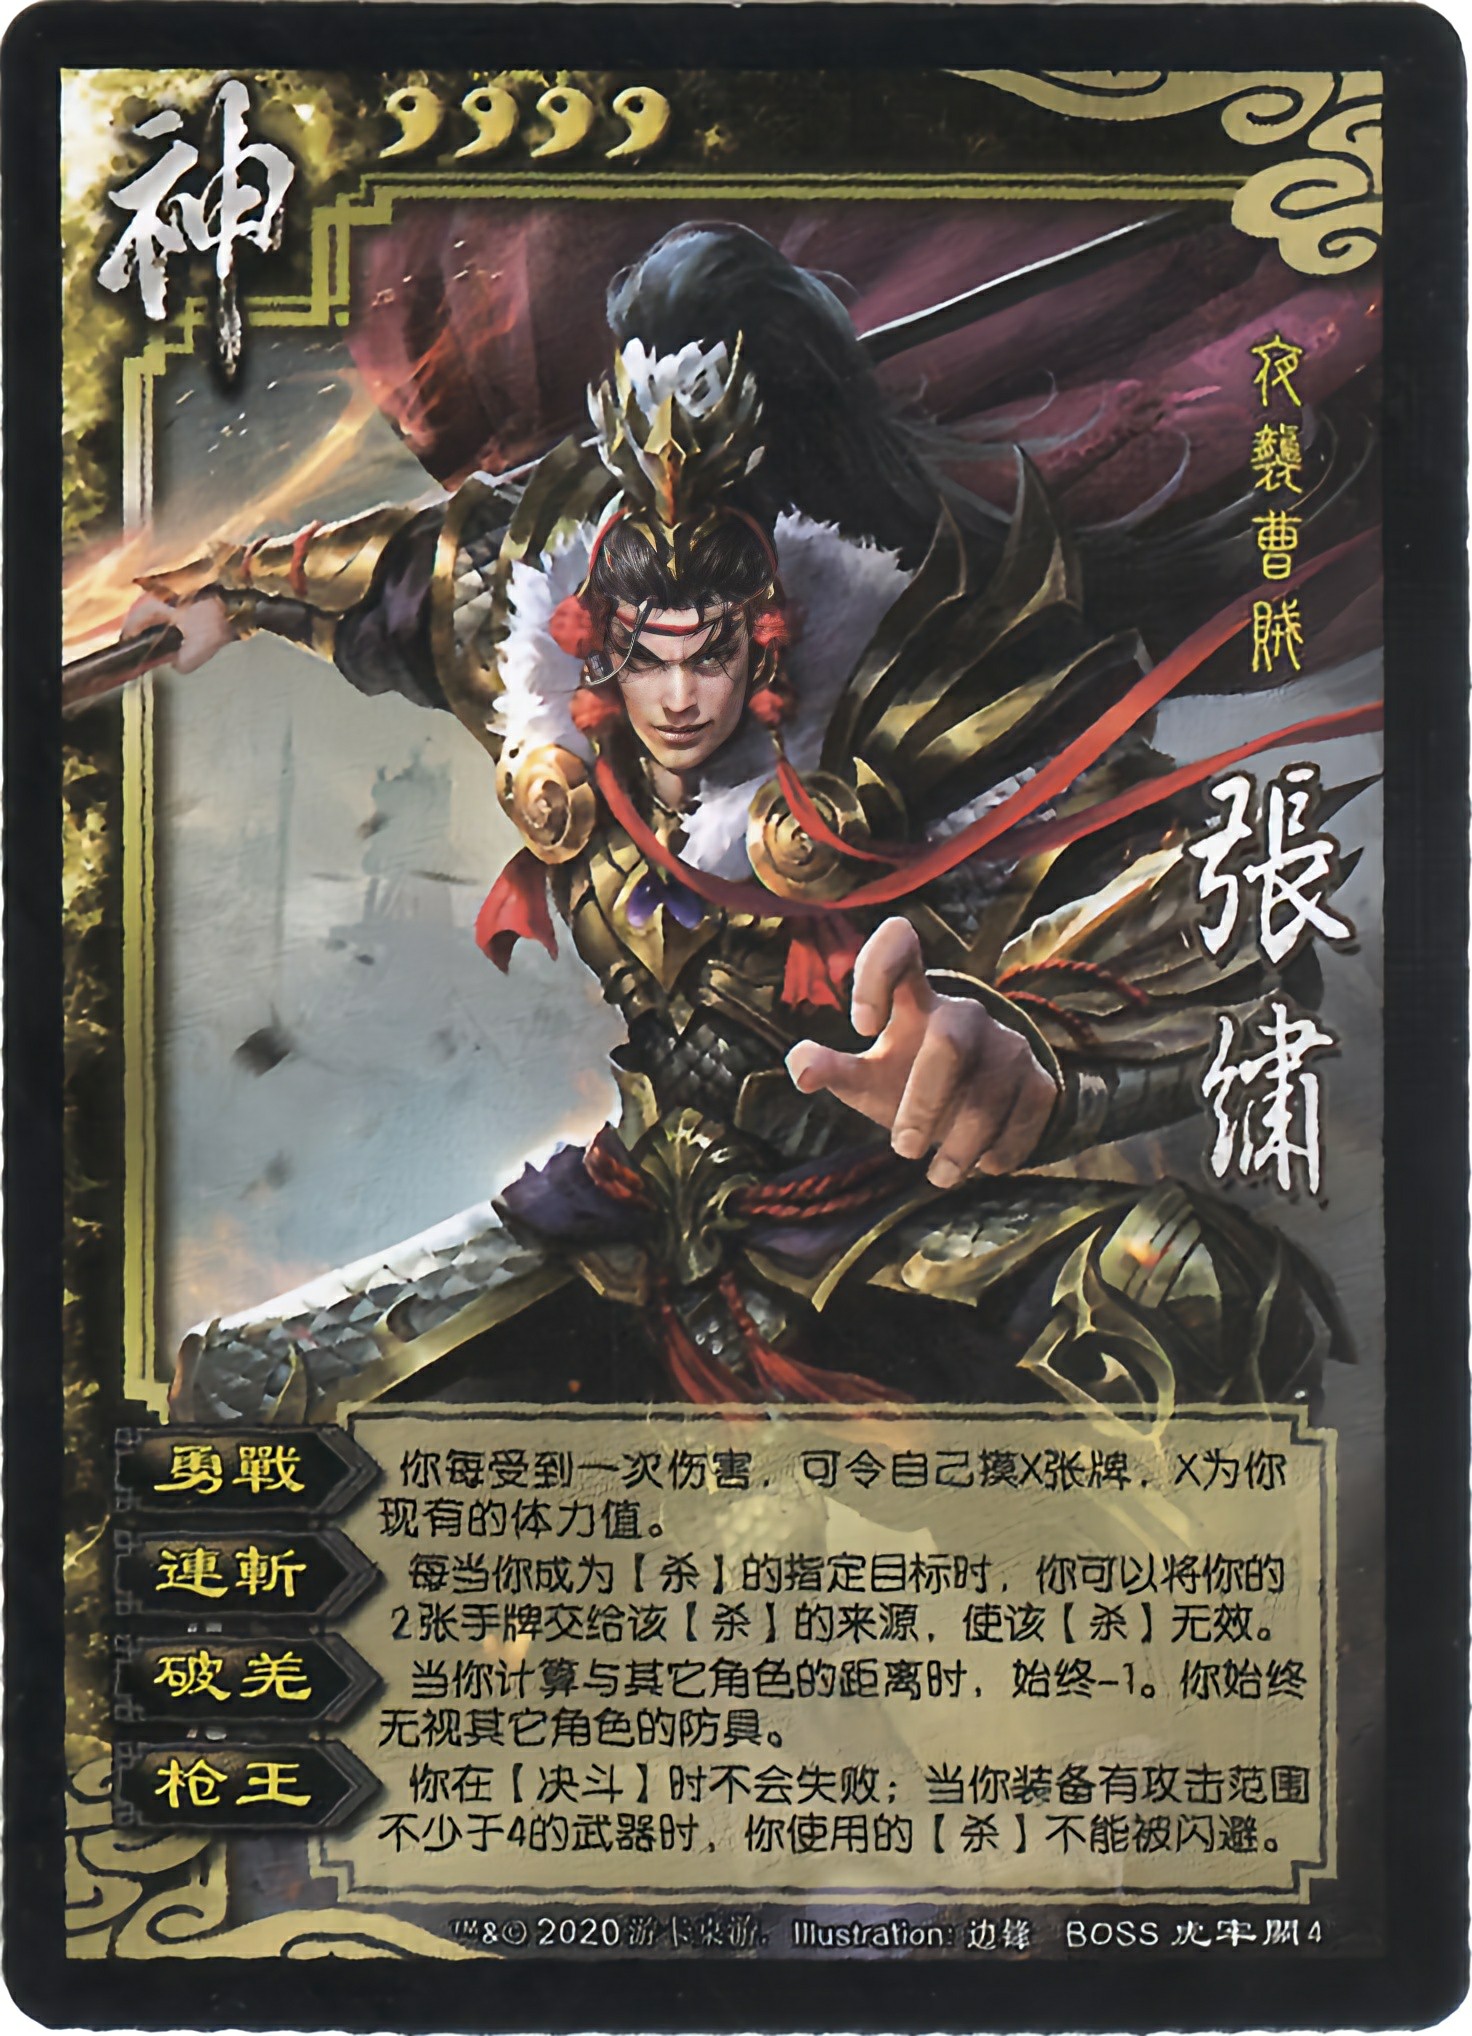 神
夜襲曹賊
張繡
勇戰
你每受到一次伤害，可令自己摸X张牌，X为你
现有的体力值。
連斬
每当你成为【杀】的指定目标时，你可以将你的
2张手牌交给该【杀】的来源，使该【杀】无效。
破羌
当你计算与其它角色的距离时，始终-1。你始终
无视其它角色的防具。
枪王
你在【决斗】时不会失败；当你装备有攻击范围
不少于4的武器时，你使用的【杀】不能被闪避。
™&© 2020 游卡桌游. Illustration: 边锋 BOSS 虎牢關 4